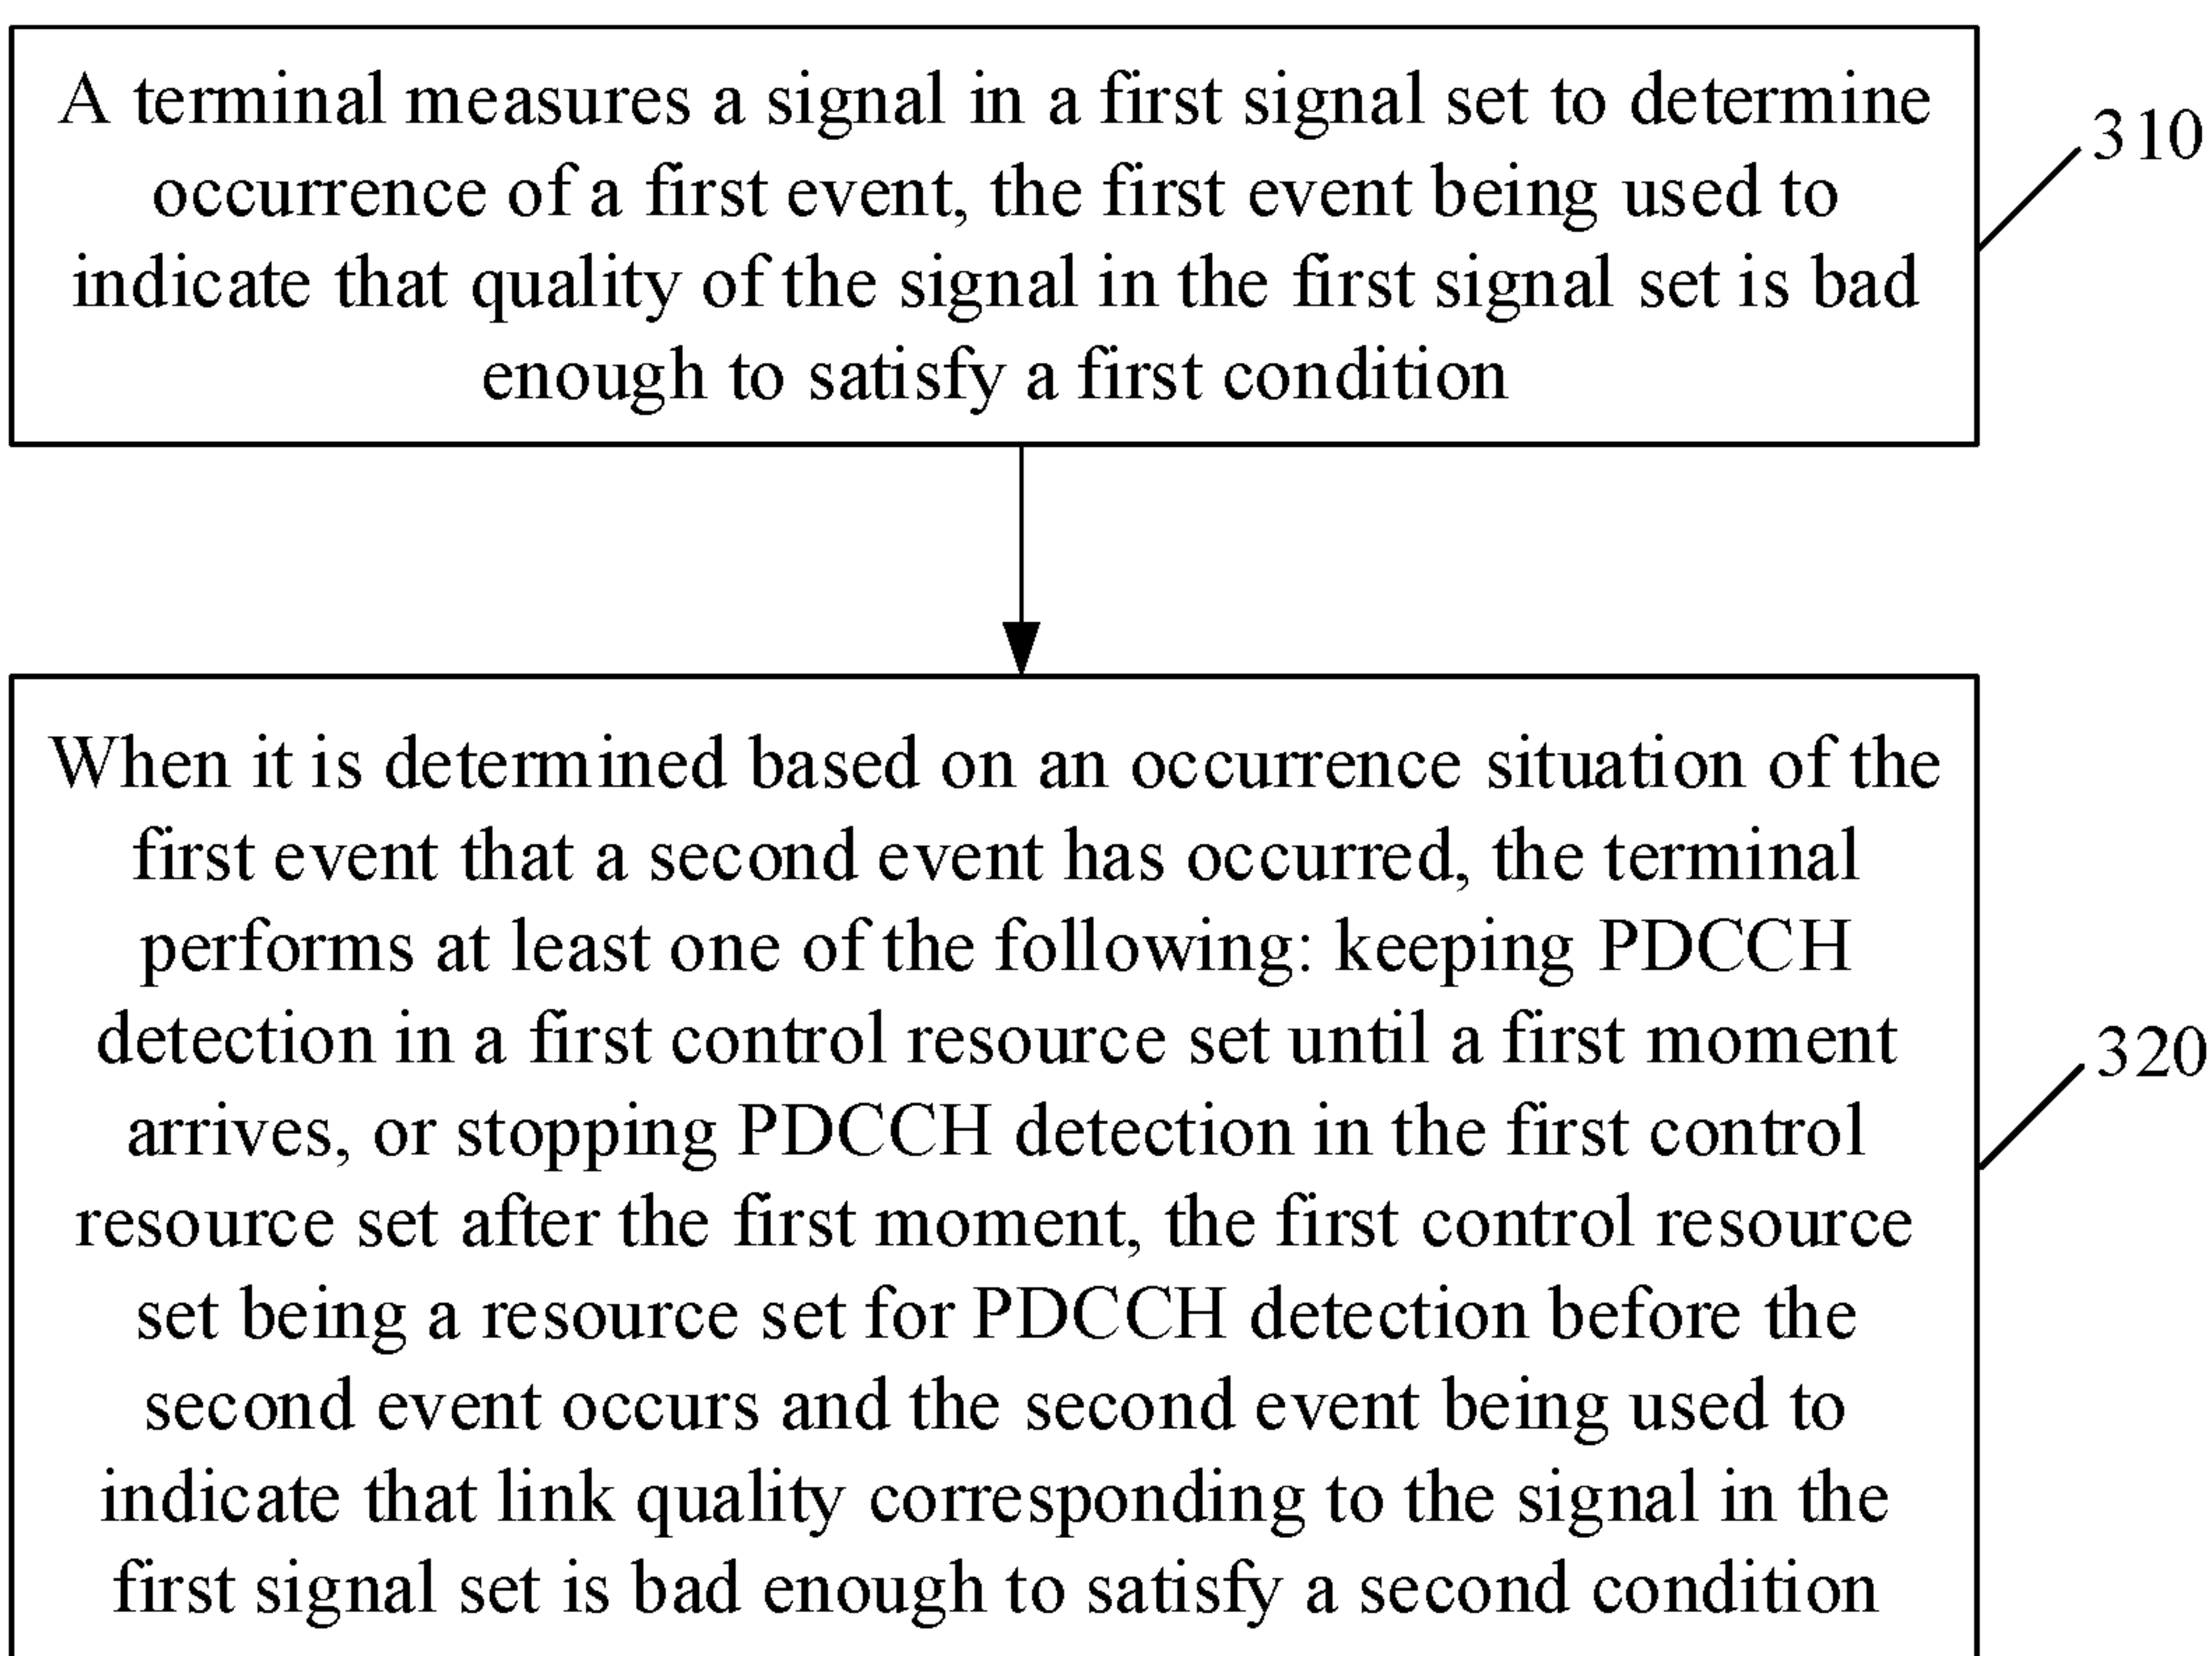 A terminal measures a signal in a first signal set to determine
occurrence of a first event, the first event being used to
indicate that quality of the signal in the first signal set is bad
enough to satisfy a first condition
310
When it is determined based on an occurrence situation of the
first event that a second event has occurred, the terminal
performs at least one of the following: keeping PDCCH
detection in a first control resource set until a first moment
arrives, or stopping PDCCH detection in the first control
resource set after the first moment, the first control resource
set being a resource set for PDCCH detection before the
second event occurs and the second event being used to
indicate that link quality corresponding to the signal in the
first signal set is bad enough to satisfy a second condition
320